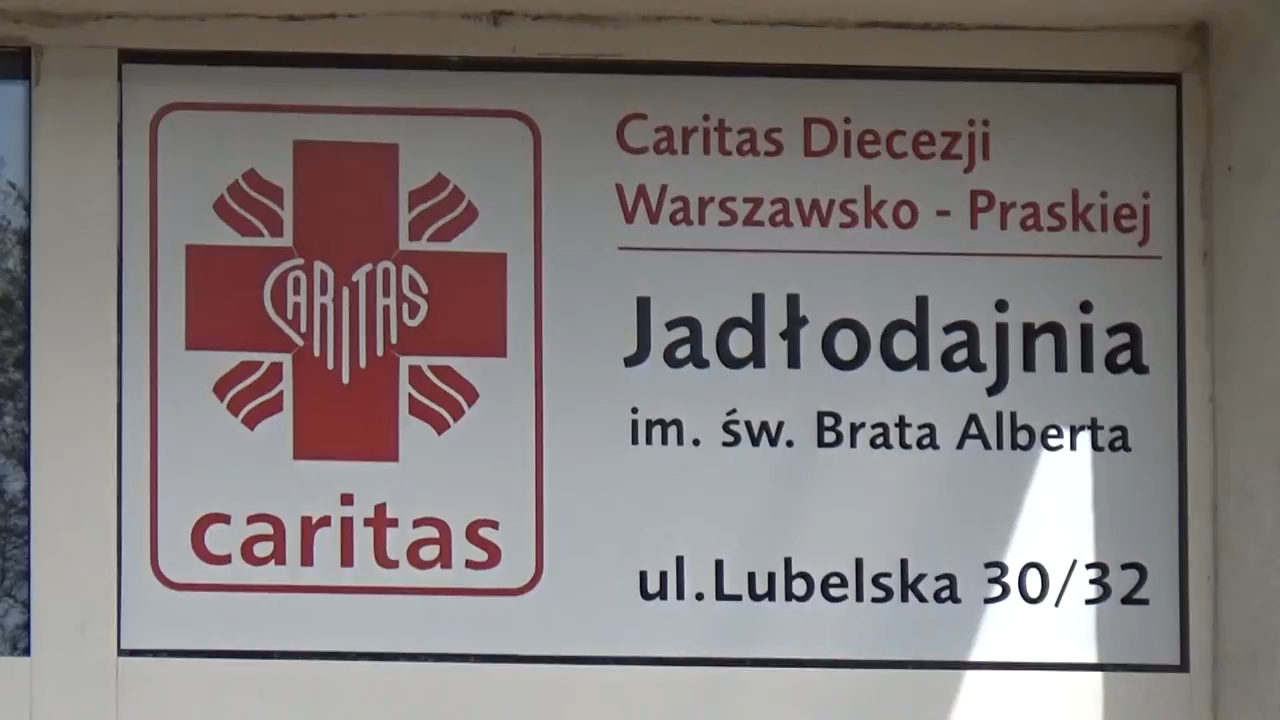 CARITAS
caritas
Caritas Diecezji
Warszawsko - Praskiej
Jadłodajnia
im. św. Brata Alberta
ul.Lubelska 30/32